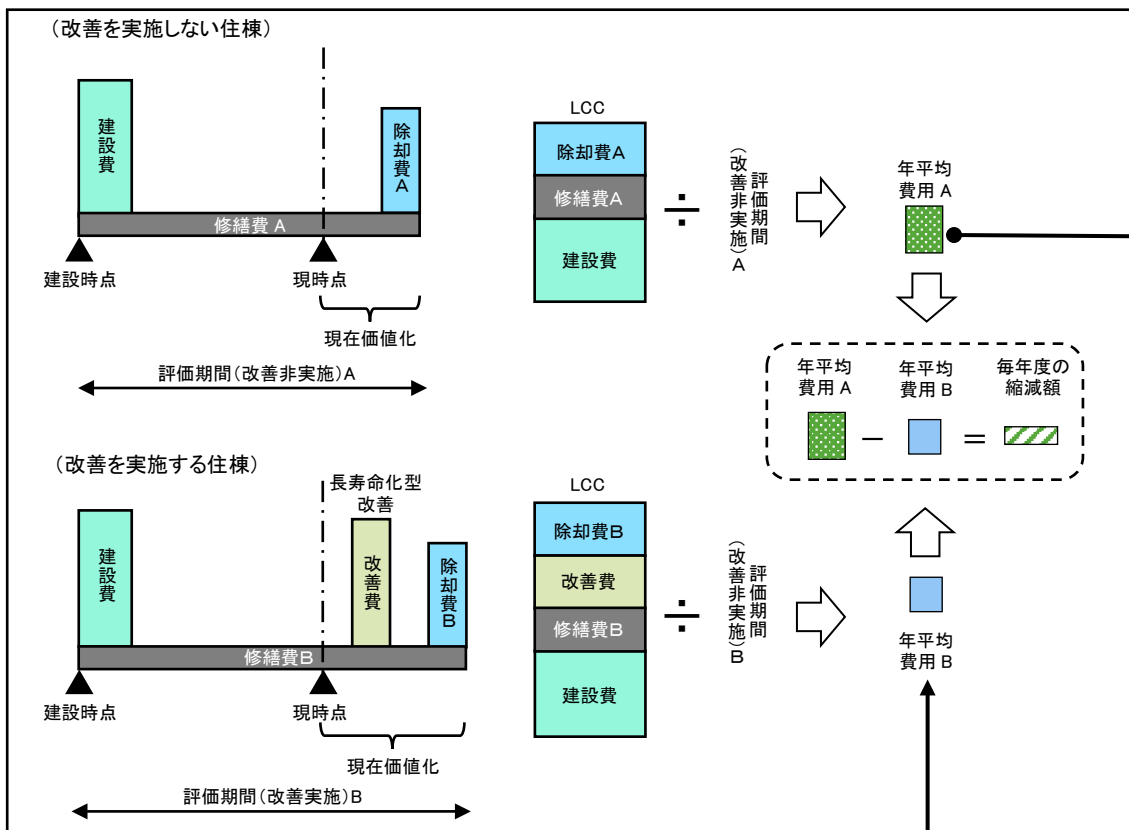 (改善を実施しない住棟)
建設費
除却費A
修繕費 A
建設時点
現時点
現在価値化
評価期間(改善非実施)A
LCC
除却費A
修繕費A
建設費
÷
評価期間
(改善非実施)A
年平均
費用 A
年平均
費用 A
年平均
費用 B
毎年度の
縮減額
−
=
(改善を実施する住棟)
長寿命化型
改善
建設費
改善費
除却費B
修繕費B
建設時点
現時点
現在価値化
評価期間(改善実施)B
LCC
除却費B
改善費
修繕費B
建設費
÷
評価期間
(改善非実施)B
年平均
費用 B